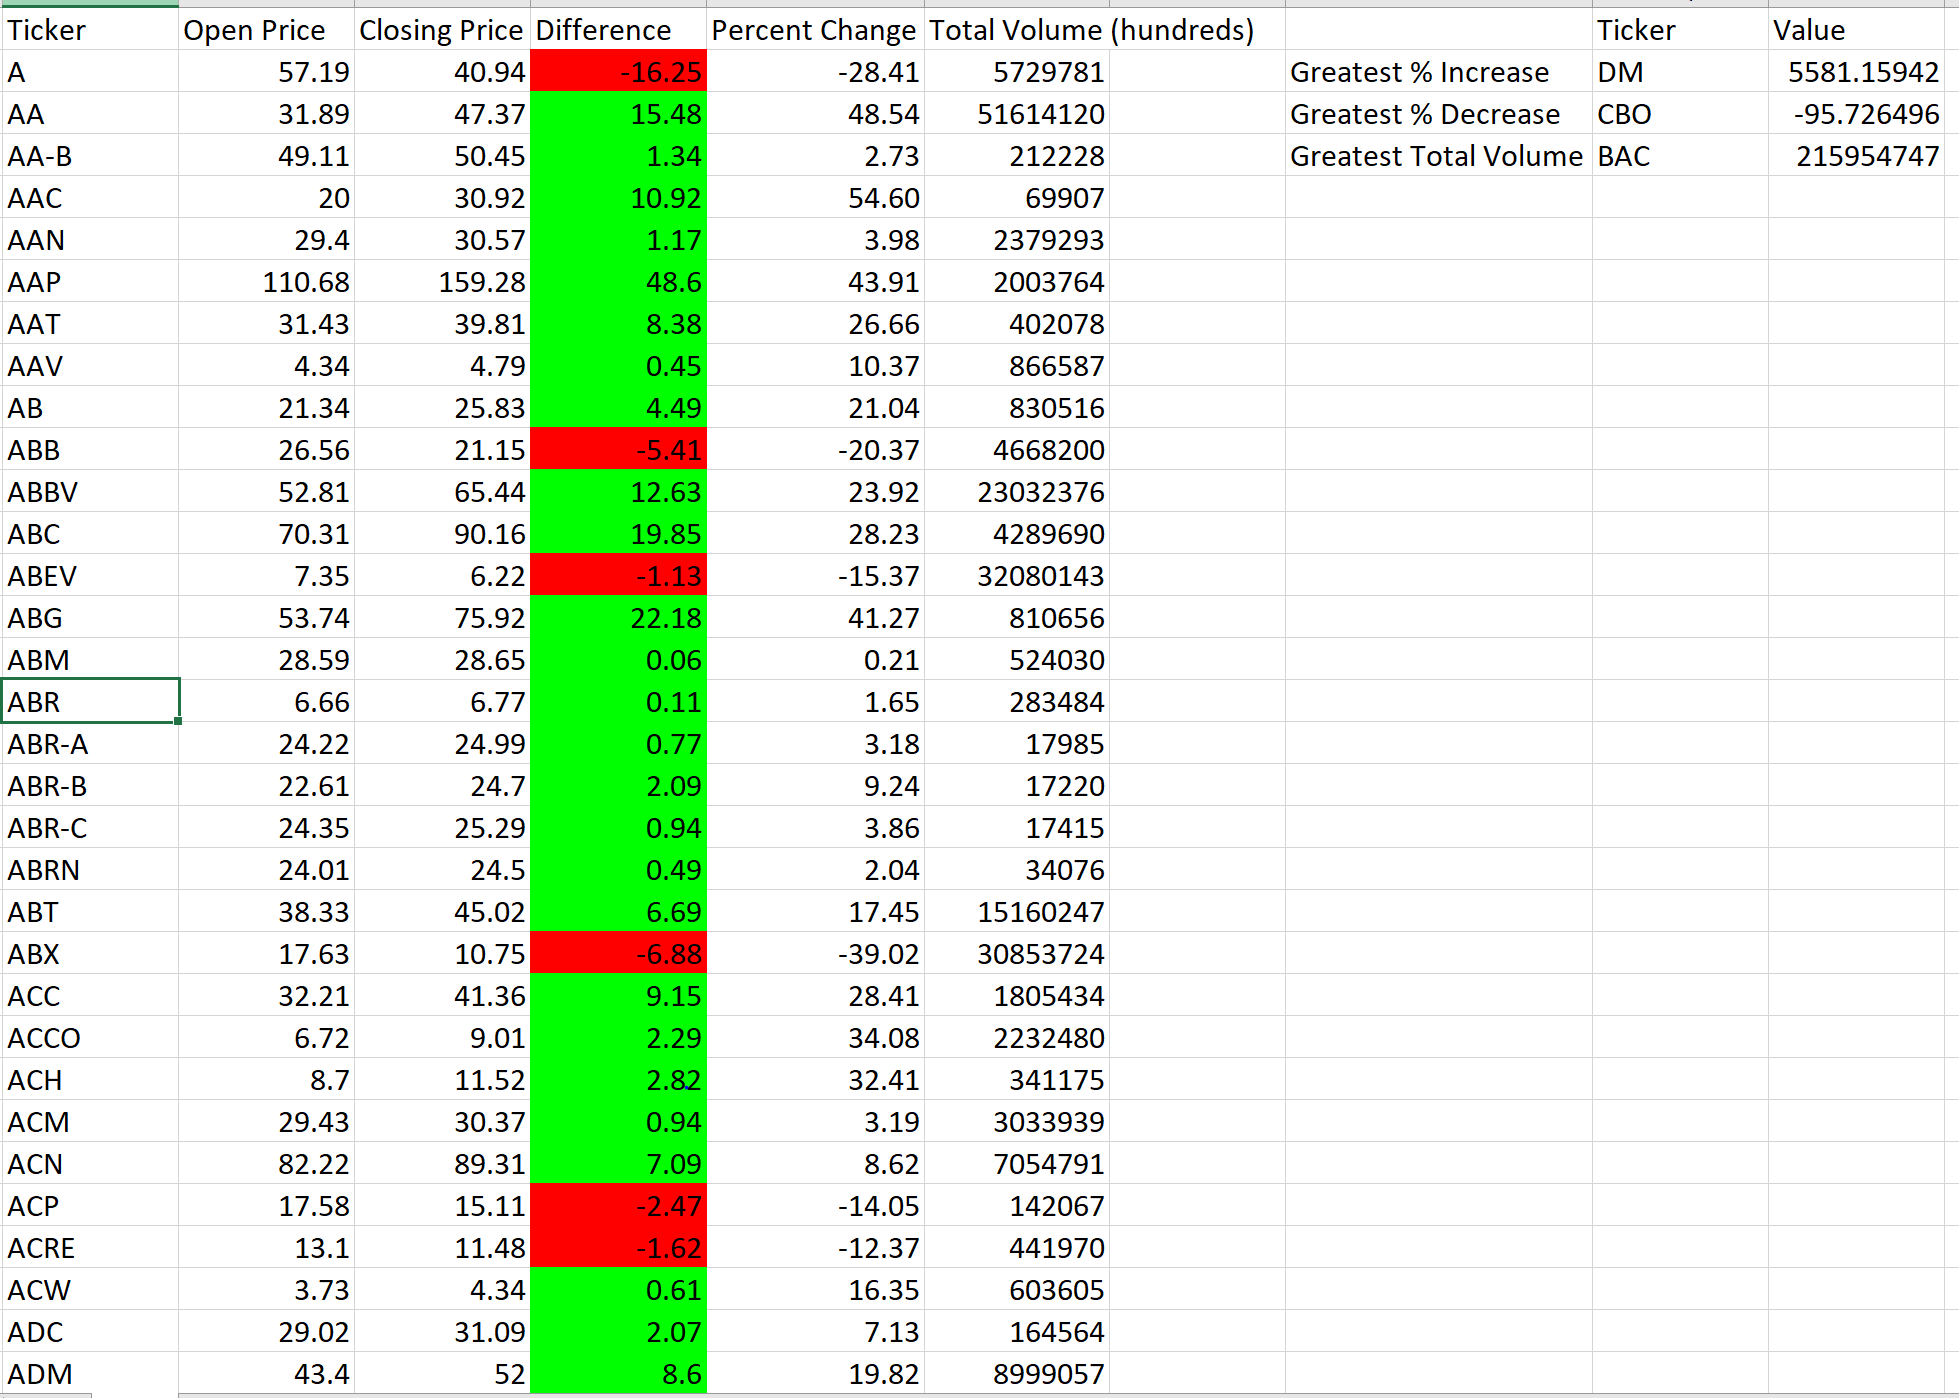 Ticker Open Price Closing Price Difference Percent Change Total Volume (hundreds) Ticker Value
A 57.19 40.94 -16.25 -28.41 5729781 Greatest % Increase DM 5581.15942
AA 31.89 47.37 15.48 48.54 51614120 Greatest % Decrease CBO -95.726496
AA-B 49.11 50.45 1.34 2.73 212228 Greatest Total Volume BAC 215954747
AAC 20 30.92 10.92 54.60 69907
AAN 29.4 30.57 1.17 3.98 2379293
AAP 110.68 159.28 48.6 43.91 2003764
AAT 31.43 39.81 8.38 26.66 402078
AAV 4.34 4.79 0.45 10.37 866587
AB 21.34 25.83 4.49 21.04 830516
ABB 26.56 21.15 -5.41 -20.37 4668200
ABBV 52.81 65.44 12.63 23.92 23032376
ABC 70.31 90.16 19.85 28.23 4289690
ABEV 7.35 6.22 -1.13 -15.37 32080143
ABG 53.74 75.92 22.18 41.27 810656
ABM 28.59 28.65 0.06 0.21 524030
ABR 6.66 6.77 0.11 1.65 283484
ABR-A 24.22 24.99 0.77 3.18 17985
ABR-B 22.61 24.7 2.09 9.24 17220
ABR-C 24.35 25.29 0.94 3.86 17415
ABRN 24.01 24.5 0.49 2.04 34076
ABT 38.33 45.02 6.69 17.45 15160247
ABX 17.63 10.75 -6.88 -39.02 30853724
ACC 32.21 41.36 9.15 28.41 1805434
ACCO 6.72 9.01 2.29 34.08 2232480
ACH 8.7 11.52 2.82 32.41 341175
ACM 29.43 30.37 0.94 3.19 3033939
ACN 82.22 89.31 7.09 8.62 7054791
ACP 17.58 15.11 -2.47 -14.05 142067
ACRE 13.1 11.48 -1.62 -12.37 441970
ACW 3.73 4.34 0.61 16.35 603605
ADC 29.02 31.09 2.07 7.13 164564
ADM 43.4 52 8.6 19.82 8999057